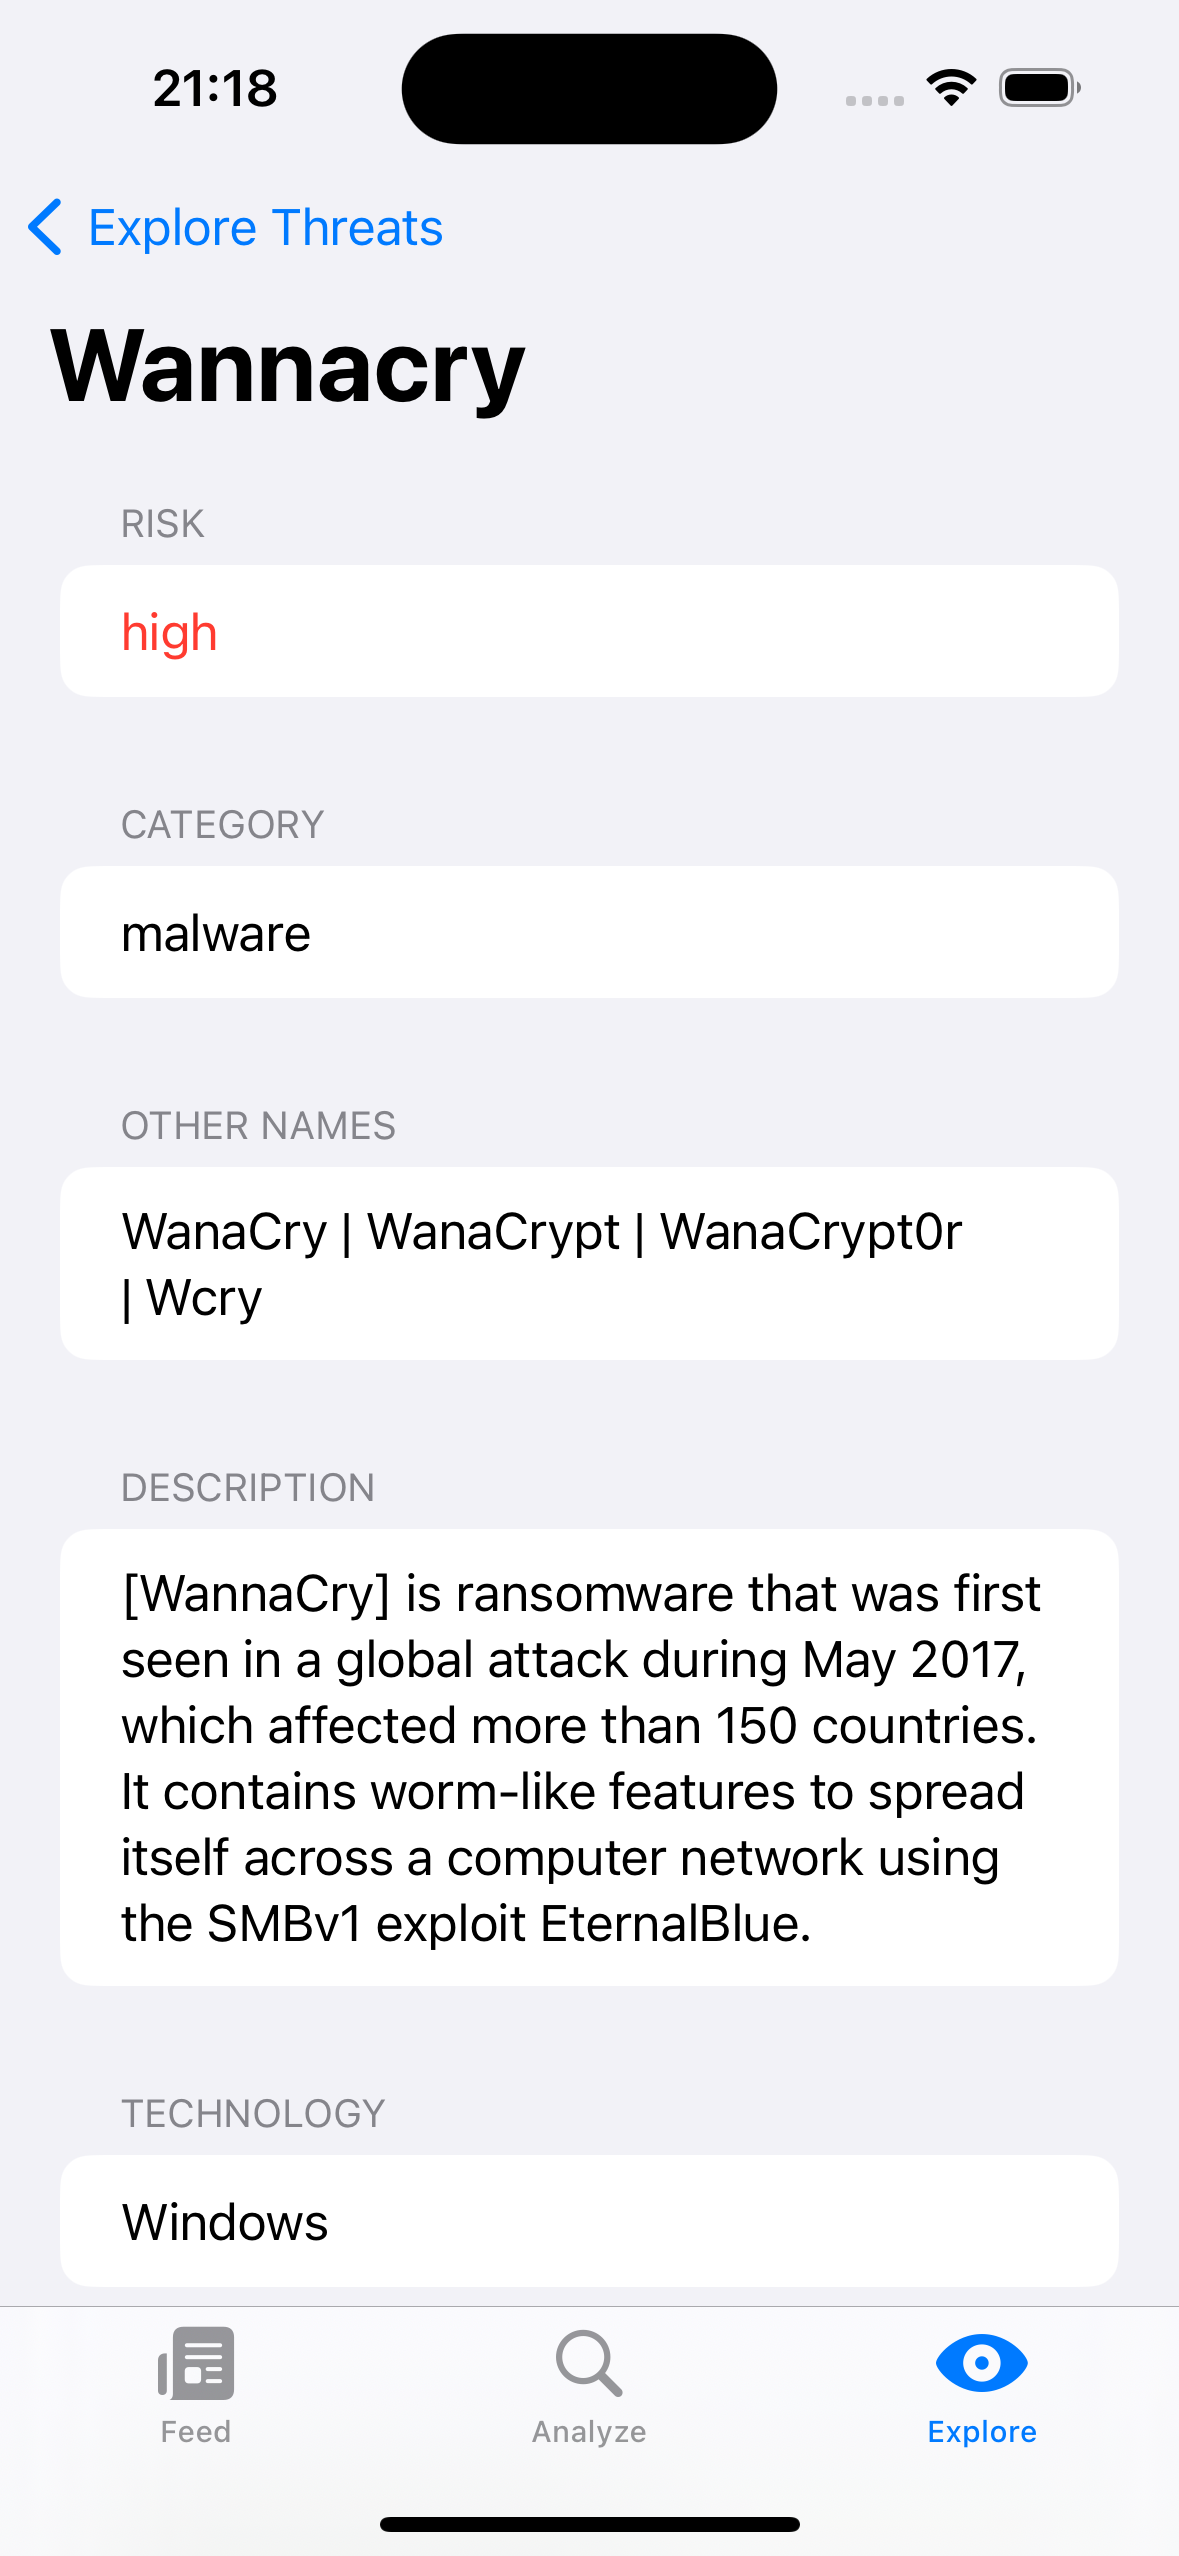 21:18
Explore Threats
Wannacry
RISK
high
CATEGORY
malware
OTHER NAMES
WanaCry | WanaCrypt | WanaCrypt0r
| Wcry
DESCRIPTION
[WannaCry] is ransomware that was first
seen in a global attack during May 2017,
which affected more than 150 countries.
It contains worm-like features to spread
itself across a computer network using
the SMBv1 exploit EternalBlue.
TECHNOLOGY
Windows
Feed
Analyze
Explore